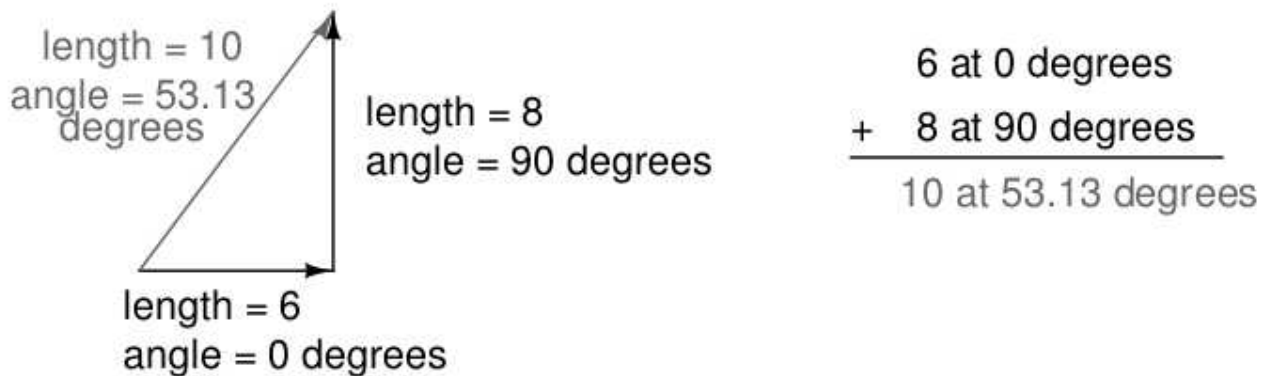 length = 10
angle = 53.13
degrees
length = 8
angle = 90 degrees
length = 6
angle = 0 degrees
6 at 0 degrees
+ 8 at 90 degrees
10 at 53.13 degrees